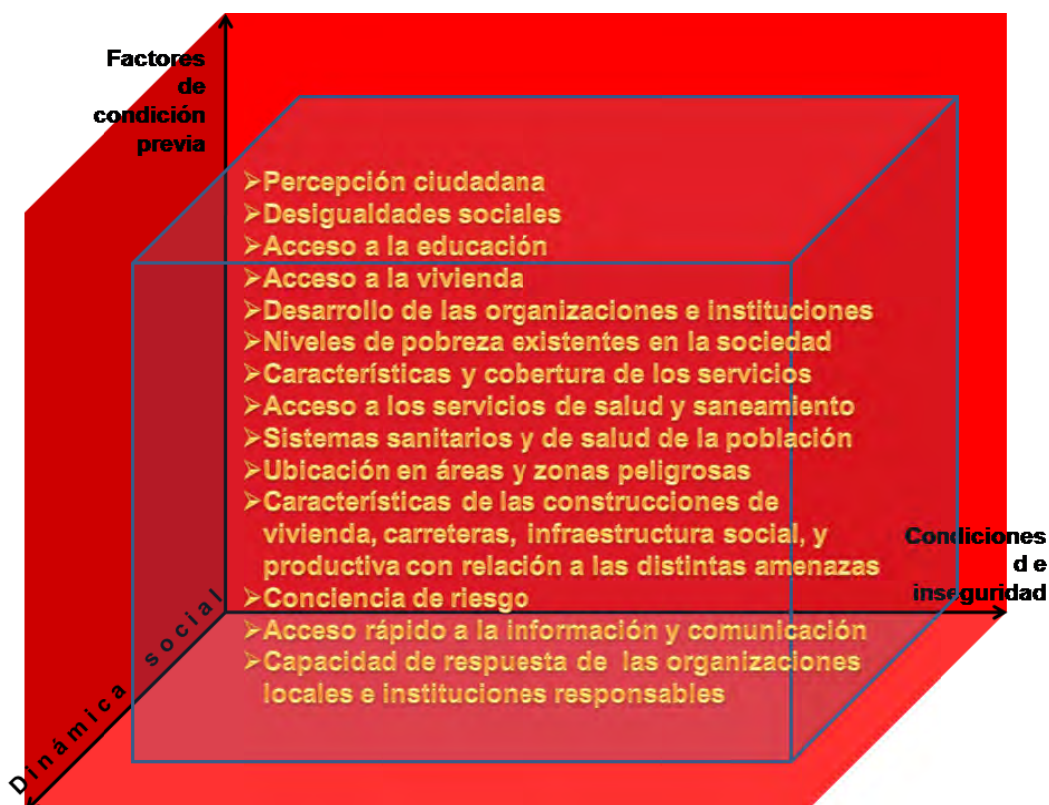 Factores
de
condición
previa
➢Percepción ciudadana
➢Desigualdades sociales
➢Acceso a la educación
➢Acceso a la vivienda
➢Desarrollo de las organizaciones e instituciones
➢Niveles de pobreza existentes en la sociedad
➢Características y cobertura de los servicios
➢Acceso a los servicios de salud y saneamiento
➢Sistemas sanitarios y de salud de la población
➢Ubicación en áreas y zonas peligrosas
➢Características de las construcciones de
vivienda, carreteras, infraestructura social, y
productiva con relación a las distintas amenazas
➢Conciencia de riesgo
➢Acceso rápido a la información y comunicación
➢Capacidad de respuesta de las organizaciones
locales e instituciones responsables
Condiciones
d e
inseguridad
Dinámica social